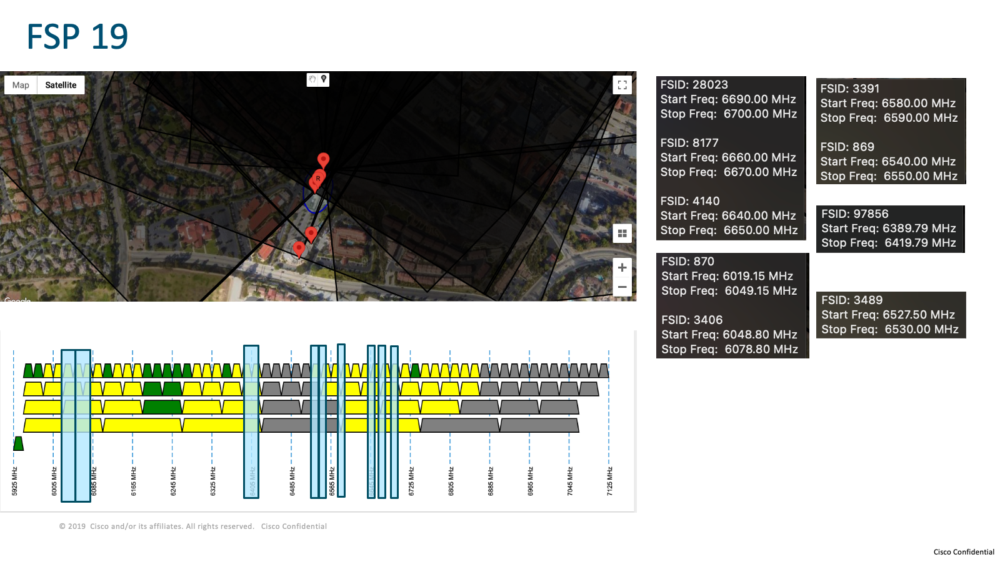 FSP 19
Map
Satellite
R
Google
FSID: 28023
Start Freq: 6690.00 MHz
Stop Freq: 6700.00 MHz
FSID: 8177
Start Freq: 6660.00 MHz
Stop Freq: 6670.00 MHz
FSID: 4140
Start Freq: 6640.00 MHz
Stop Freq: 6650.00 MHz
FSID: 870
Start Freq: 6019.15 MHz
Stop Freq: 6049.15 MHz
FSID: 3406
Start Freq: 6048.80 MHz
Stop Freq: 6078.80 MHz
FSID: 3391
Start Freq: 6580.00 MHz
Stop Freq: 6590.00 MHz
FSID: 869
Start Freq: 6540.00 MHz
Stop Freq: 6550.00 MHz
FSID: 97856
Start Freq: 6389.79 MHz
Stop Freq: 6419.79 MHz
FSID: 3489
Start Freq: 6527.50 MHz
Stop Freq: 6530.00 MHz
5925 MHz
6005 MHz
6085 MHz
6165 MHz
6245 MHz
6325 MHz
6405 MHz
6485 MHz
6565 MHz
6645 MHz
6725 MHz
6805 MHz
6885 MHz
6965 MHz
7045 MHz
7125 MHz
© 2019 Cisco and/or its affiliates. All rights reserved. Cisco Confidential
Cisco Confidential